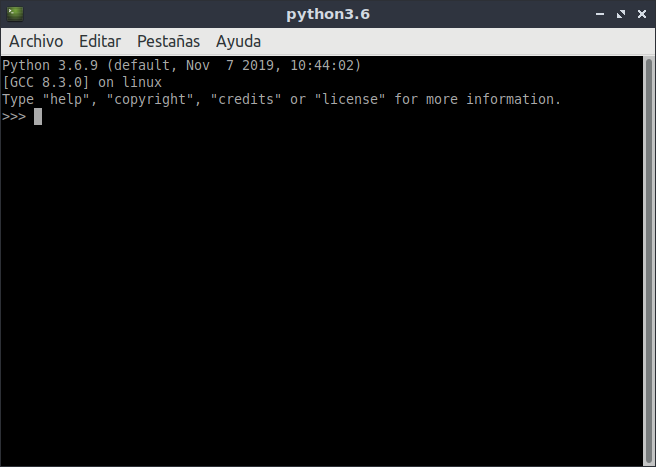 python3.6
Archivo Editar Pestañas Ayuda
Python 3.6.9 (default, Nov  7 2019, 10:44:02)
[GCC 8.3.0] on linux
Type "help", "copyright", "credits" or "license" for more information.
>>>